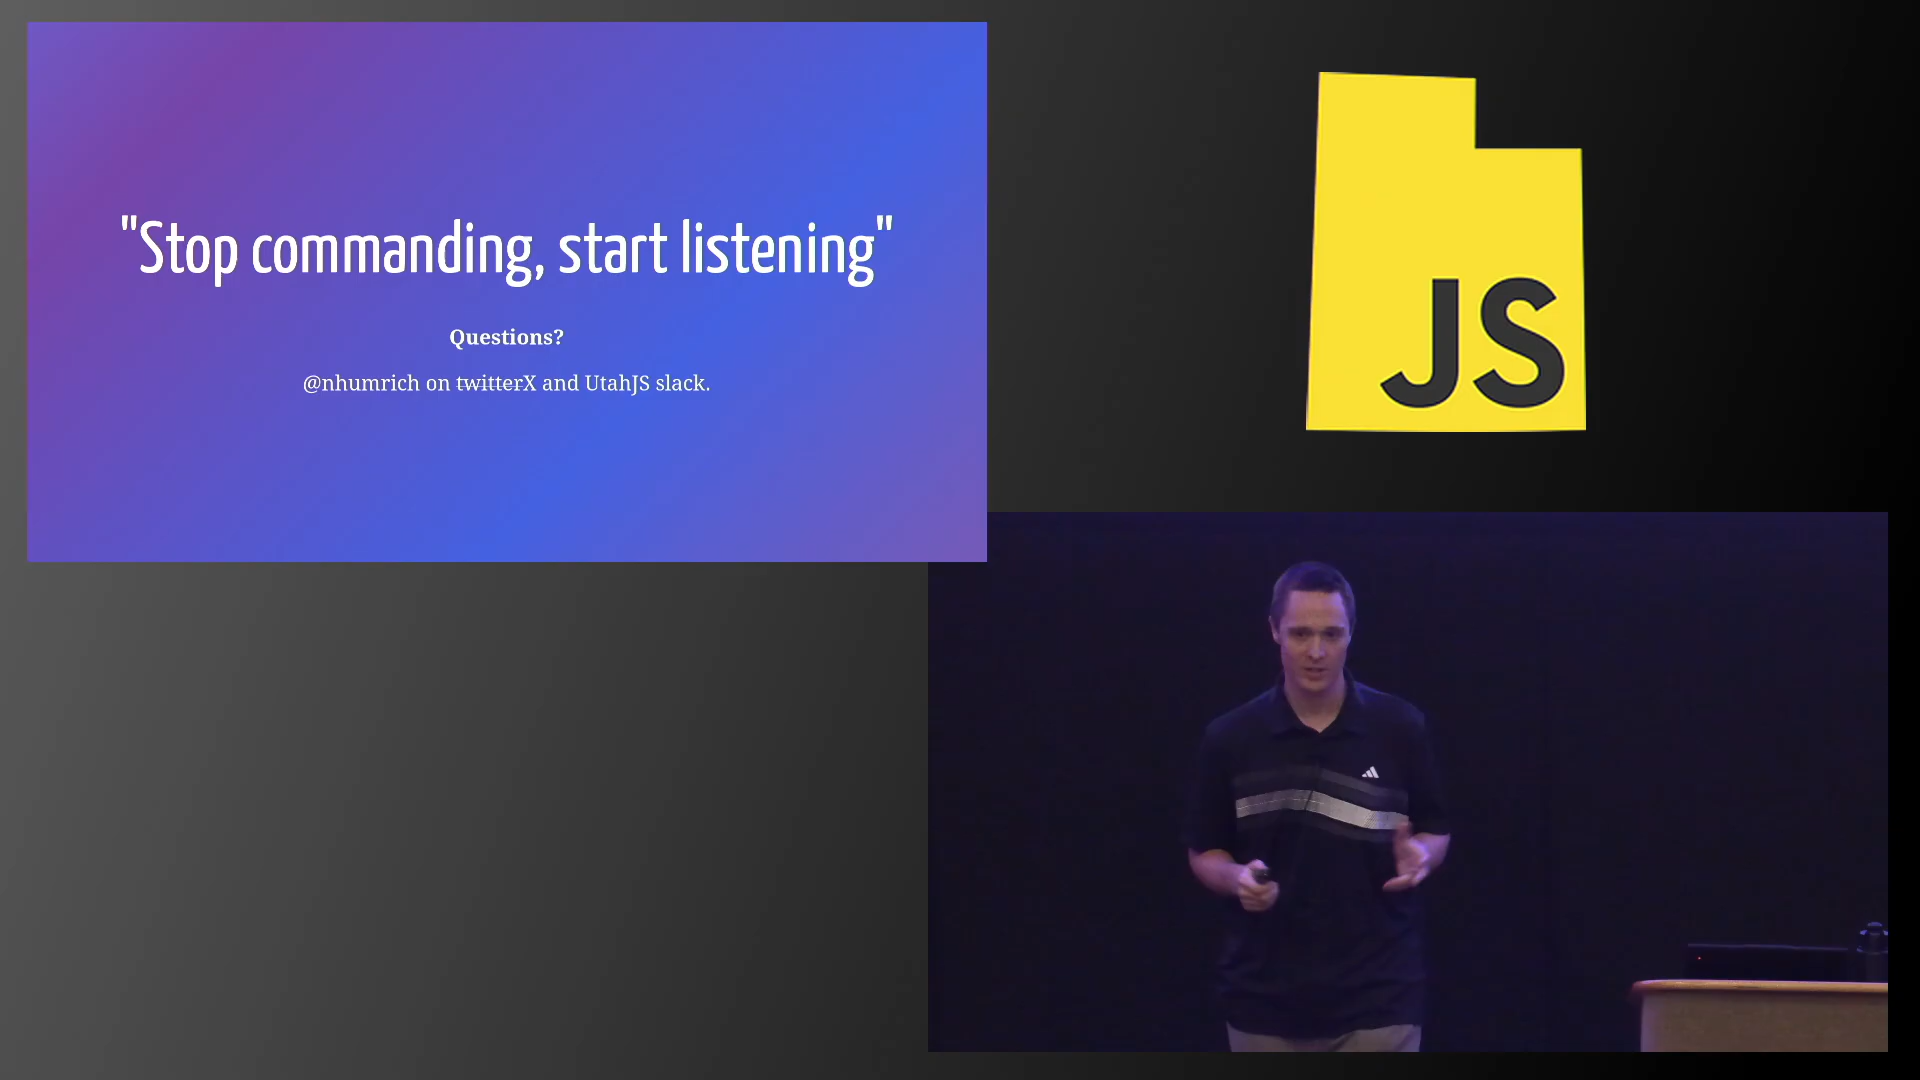 "Stop commanding, start listening"
Questions?
@nhumrich on twitterX and UtahJS slack.
JS